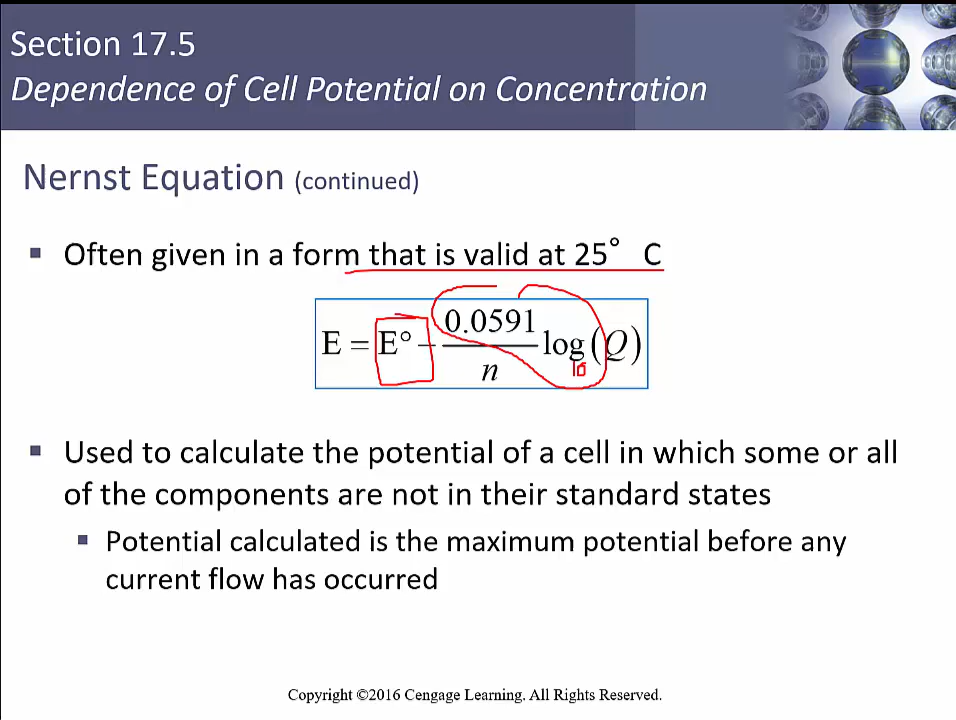 Section 17.5
Dependence of Cell Potential on Concentration
Nernst Equation (continued)
▪ Often given in a form that is valid at 25° C
E = E° − 0.0591/n log₁₀(Q)
▪ Used to calculate the potential of a cell in which some or all
of the components are not in their standard states
▪ Potential calculated is the maximum potential before any
current flow has occurred
Copyright ©2016 Cengage Learning. All Rights Reserved.